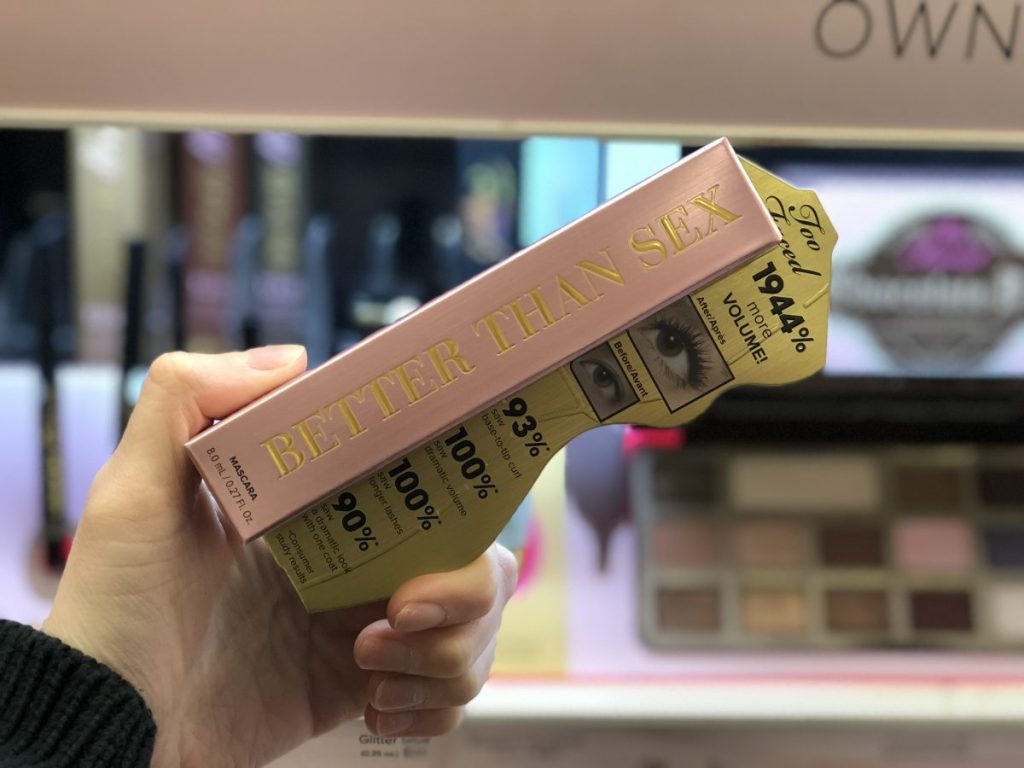 OWN
BETTER THAN SEX
MASCARA
8.0 mL / 0.27 Fl. Oz.
Too
Faced
1944%
more
VOLUME!
After/Après
Before/Avant
93%*
saw
base-to-tip curl
100%*
saw
dramatic volume
100%*
saw
longer lashes
90%*
saw
a dramatic look
with one coat
*Consumer
study results
Glitter